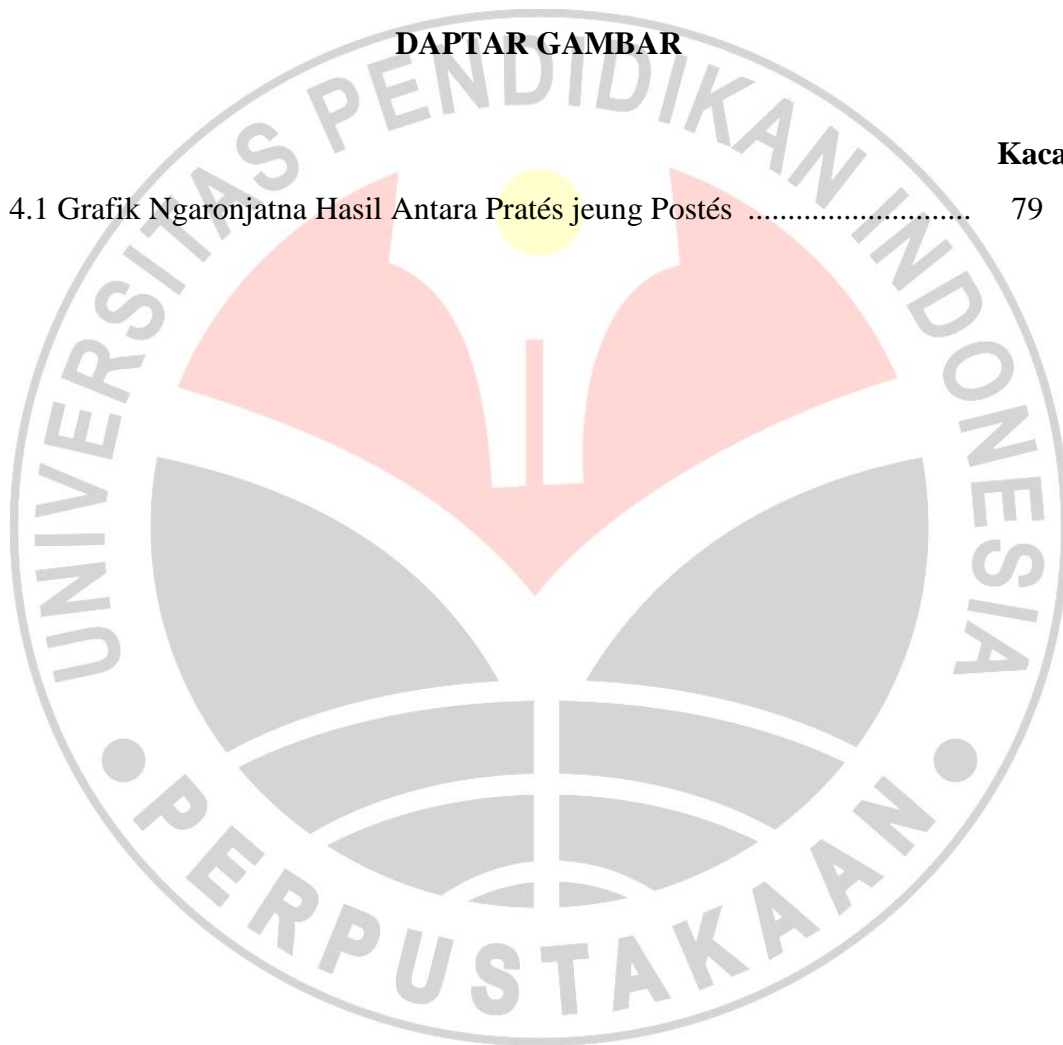 DAPTAR GAMBAR
UNIVERSITAS PENDIDIKAN INDONESIA
Kaca
4.1 Grafik Ngaronjatna Hasil Antara Pratés jeung Postés ............................ 79
PERPUSTAKAAN